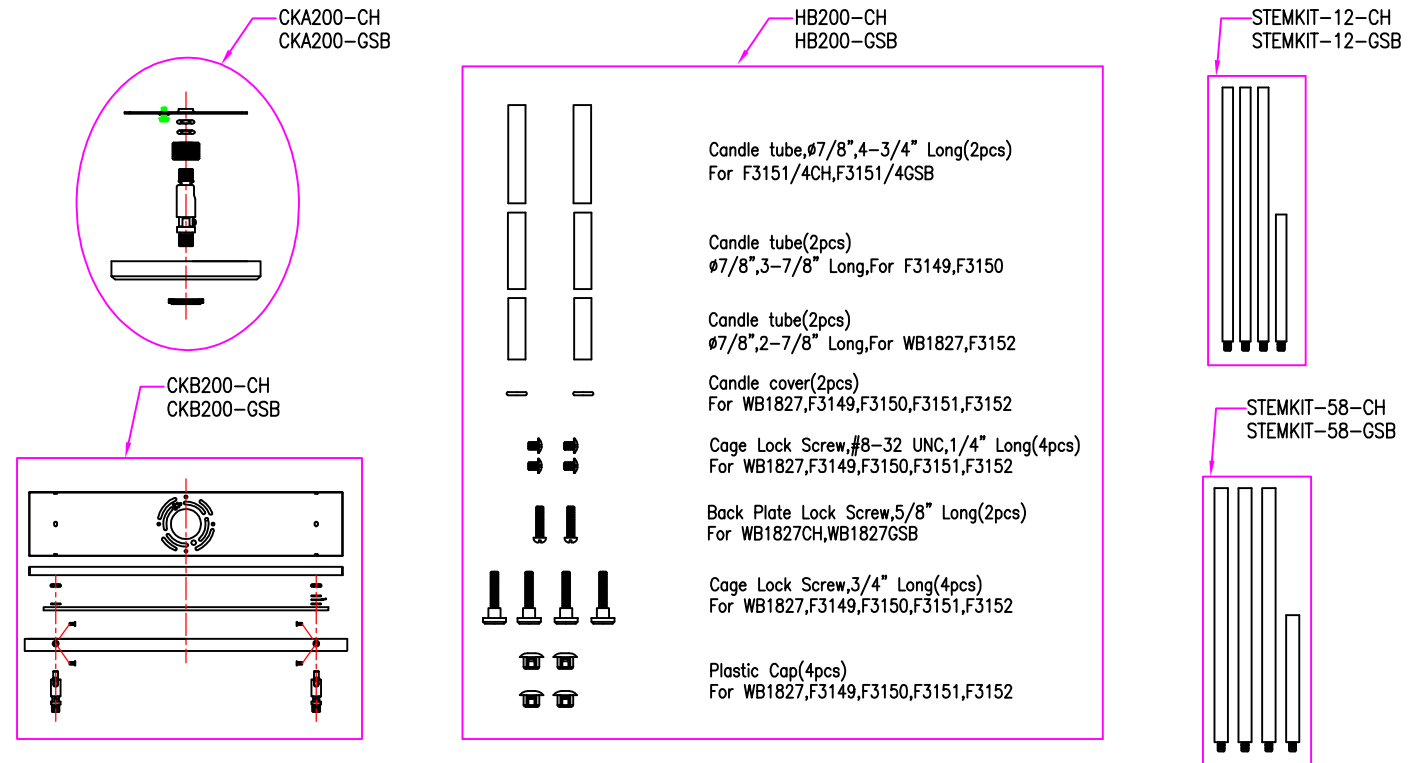 CKA200-CH
CKA200-GSB
HB200-CH
HB200-GSB
STEMKIT-12-CH
STEMKIT-12-GSB
Candle tube,ø7/8",4-3/4" Long(2pcs)
For F3151/4CH,F3151/4GSB
Candle tube(2pcs)
ø7/8",3-7/8" Long,For F3149,F3150
Candle tube(2pcs)
ø7/8",2-7/8" Long,For WB1827,F3152
Candle cover(2pcs)
For WB1827,F3149,F3150,F3151,F3152
Cage Lock Screw,#8-32 UNC,1/4" Long(4pcs)
For WB1827,F3149,F3150,F3151,F3152
Back Plate Lock Screw,5/8" Long(2pcs)
For WB1827CH,WB1827GSB
Cage Lock Screw,3/4" Long(4pcs)
For WB1827,F3149,F3150,F3151,F3152
Plastic Cap(4pcs)
For WB1827,F3149,F3150,F3151,F3152
CKB200-CH
CKB200-GSB
STEMKIT-58-CH
STEMKIT-58-GSB